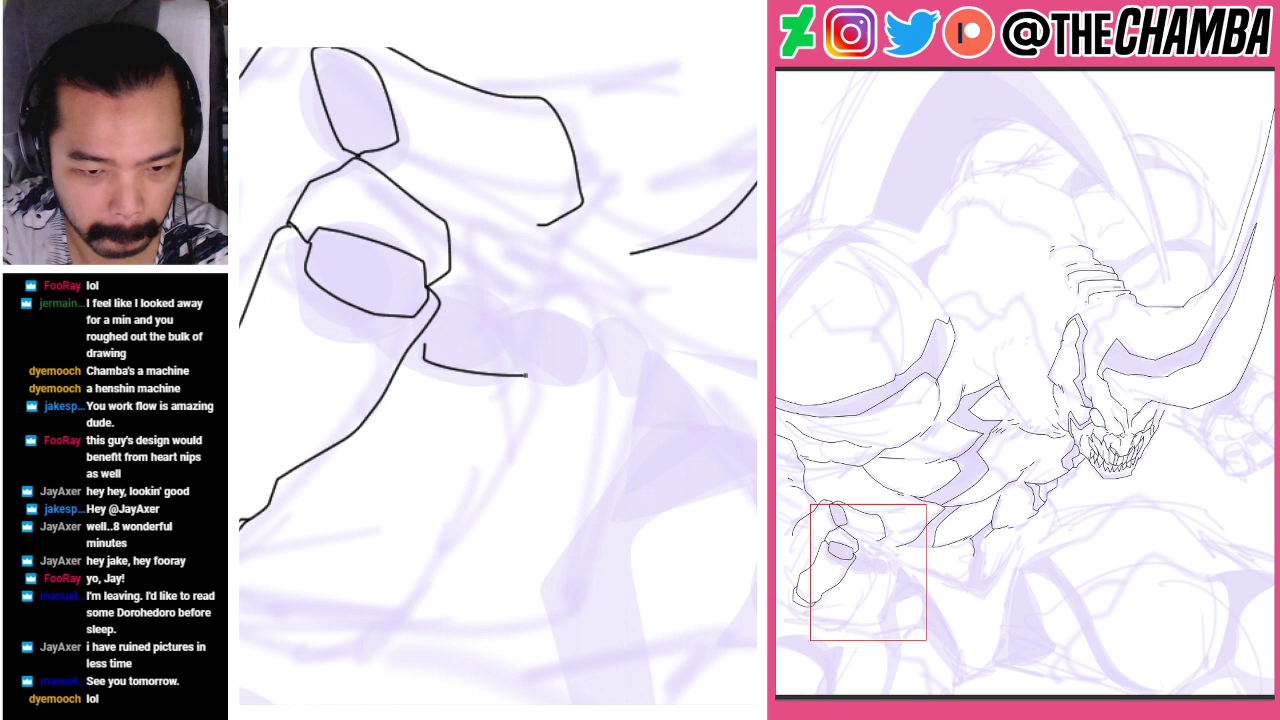 @THECHAMBA
FooRay lol
jermain... I feel like I looked away
for a min and you
roughed out the bulk of
drawing
dyemooch Chamba's a machine
dyemooch a henshin machine
jakesp... You work flow is amazing
dude.
FooRay this guy's design would
benefit from heart nips
as well
JayAxer hey hey, lookin' good
jakesp... Hey @JayAxer
JayAxer well..8 wonderful
minutes
JayAxer hey jake, hey fooray
FooRay yo, Jay!
manuel... I'm leaving. I'd like to read
some Dorohedoro before
sleep.
JayAxer i have ruined pictures in
less time
manuel... See you tomorrow.
dyemooch lol